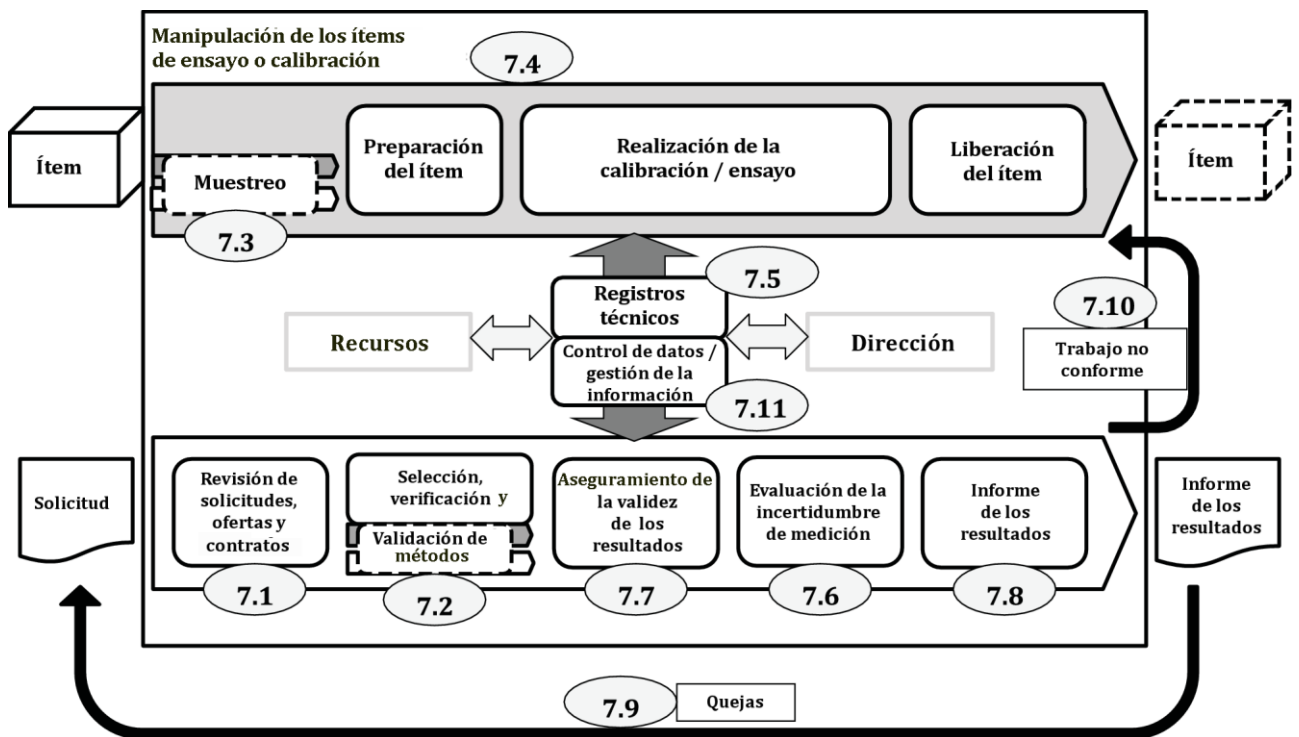 Manipulación de los ítems
de ensayo o calibración
7.4
Ítem
Muestreo
7.3
Preparación
del ítem
Realización de la
calibración / ensayo
Liberación
del ítem
Ítem
7.5
Registros
técnicos
Recursos
Dirección
Control de datos /
gestión de la
información
7.11
7.10
Trabajo no
conforme
Solicitud
Revisión de
solicitudes,
ofertas y
contratos
7.1
Selección,
verificación y
Validación de
métodos
7.2
Aseguramiento de
la validez
de los
resultados
7.7
Evaluación de la
incertidumbre
de medición
7.6
Informe
de los
resultados
7.8
Informe
de los
resultados
7.9
Quejas